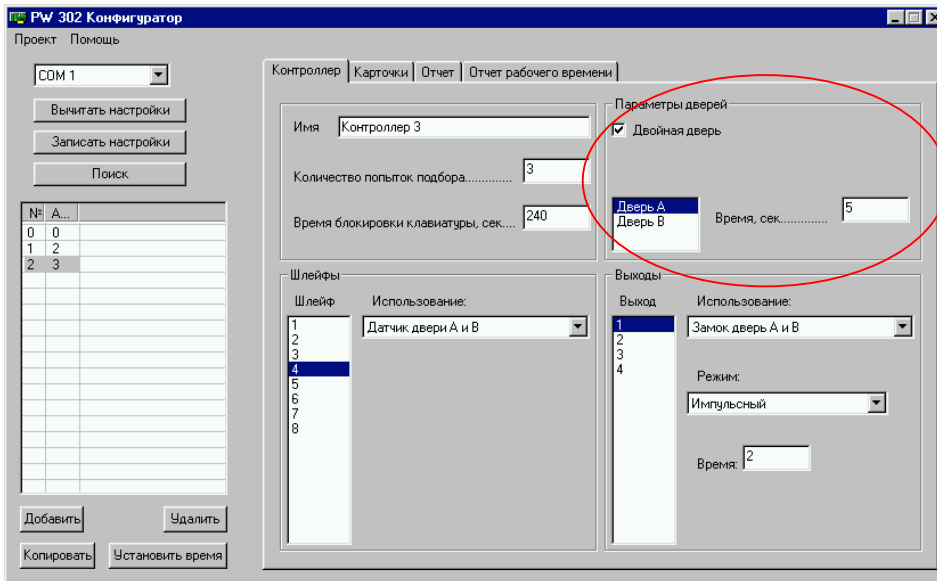 PW 302 Конфигуратор
Проект Помощь
COM 1
Вычитать настройки
Записать настройки
Поиск
№ А...
0 0
1 2
2 3
Добавить Удалить
Копировать Установить время
Контроллер Карточки Отчет Отчет рабочего времени
Имя Контроллер 3
Количество попыток подбора.............. 3
Время блокировки клавиатуры, сек.... 240
Параметры дверей
Двойная дверь
Дверь А
Дверь В
Время, сек............. 5
Шлейфы
Шлейф Использование:
1
2
3
4
5
6
7
8
Датчик двери А и В
Выходы
Выход Использование:
1
2
3
4
Замок дверь А и В
Режим:
Импульсный
Время: 2